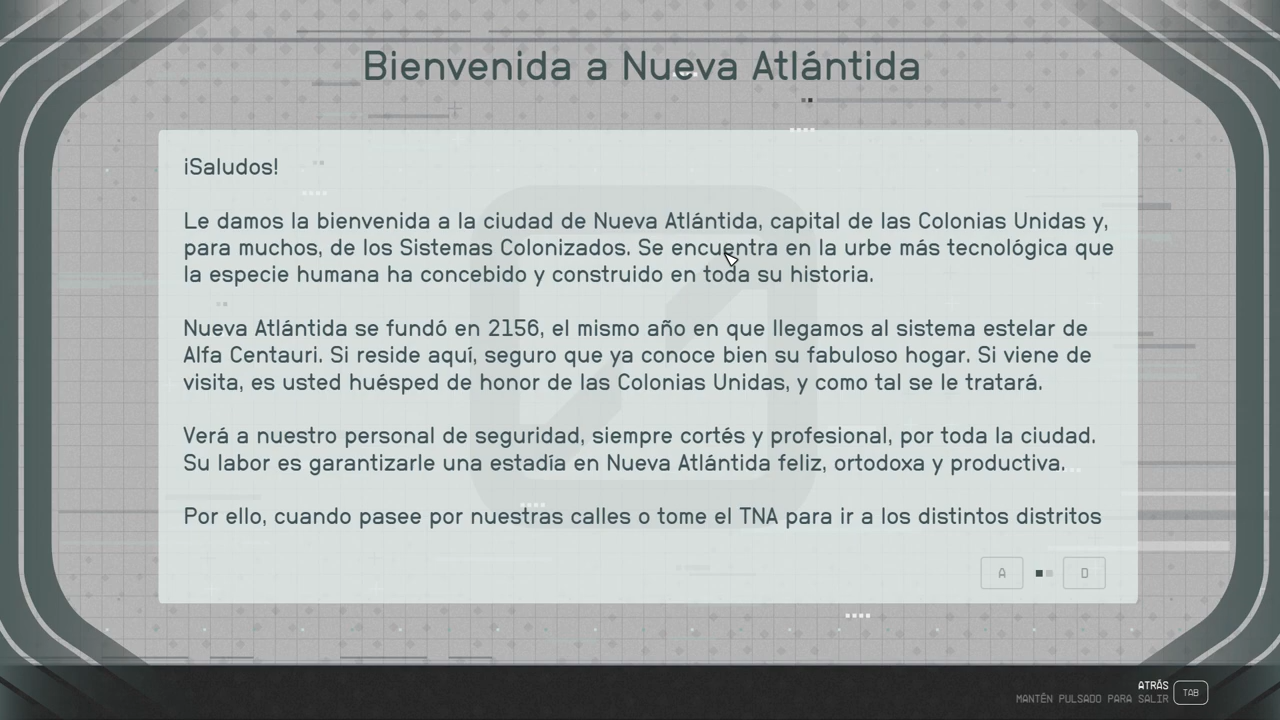 Bienvenida a Nueva Atlántida
¡Saludos!
Le damos la bienvenida a la ciudad de Nueva Atlántida, capital de las Colonias Unidas y,
para muchos, de los Sistemas Colonizados. Se encuentra en la urbe más tecnológica que
la especie humana ha concebido y construido en toda su historia.
Nueva Atlántida se fundó en 2156, el mismo año en que llegamos al sistema estelar de
Alfa Centauri. Si reside aquí, seguro que ya conoce bien su fabuloso hogar. Si viene de
visita, es usted huésped de honor de las Colonias Unidas, y como tal se le tratará.
Verá a nuestro personal de seguridad, siempre cortés y profesional, por toda la ciudad.
Su labor es garantizarle una estadía en Nueva Atlántida feliz, ortodoxa y productiva.
Por ello, cuando pasee por nuestras calles o tome el TNA para ir a los distintos distritos
A D
ATRÁS
MANTÉN PULSADO PARA SALIR TAB